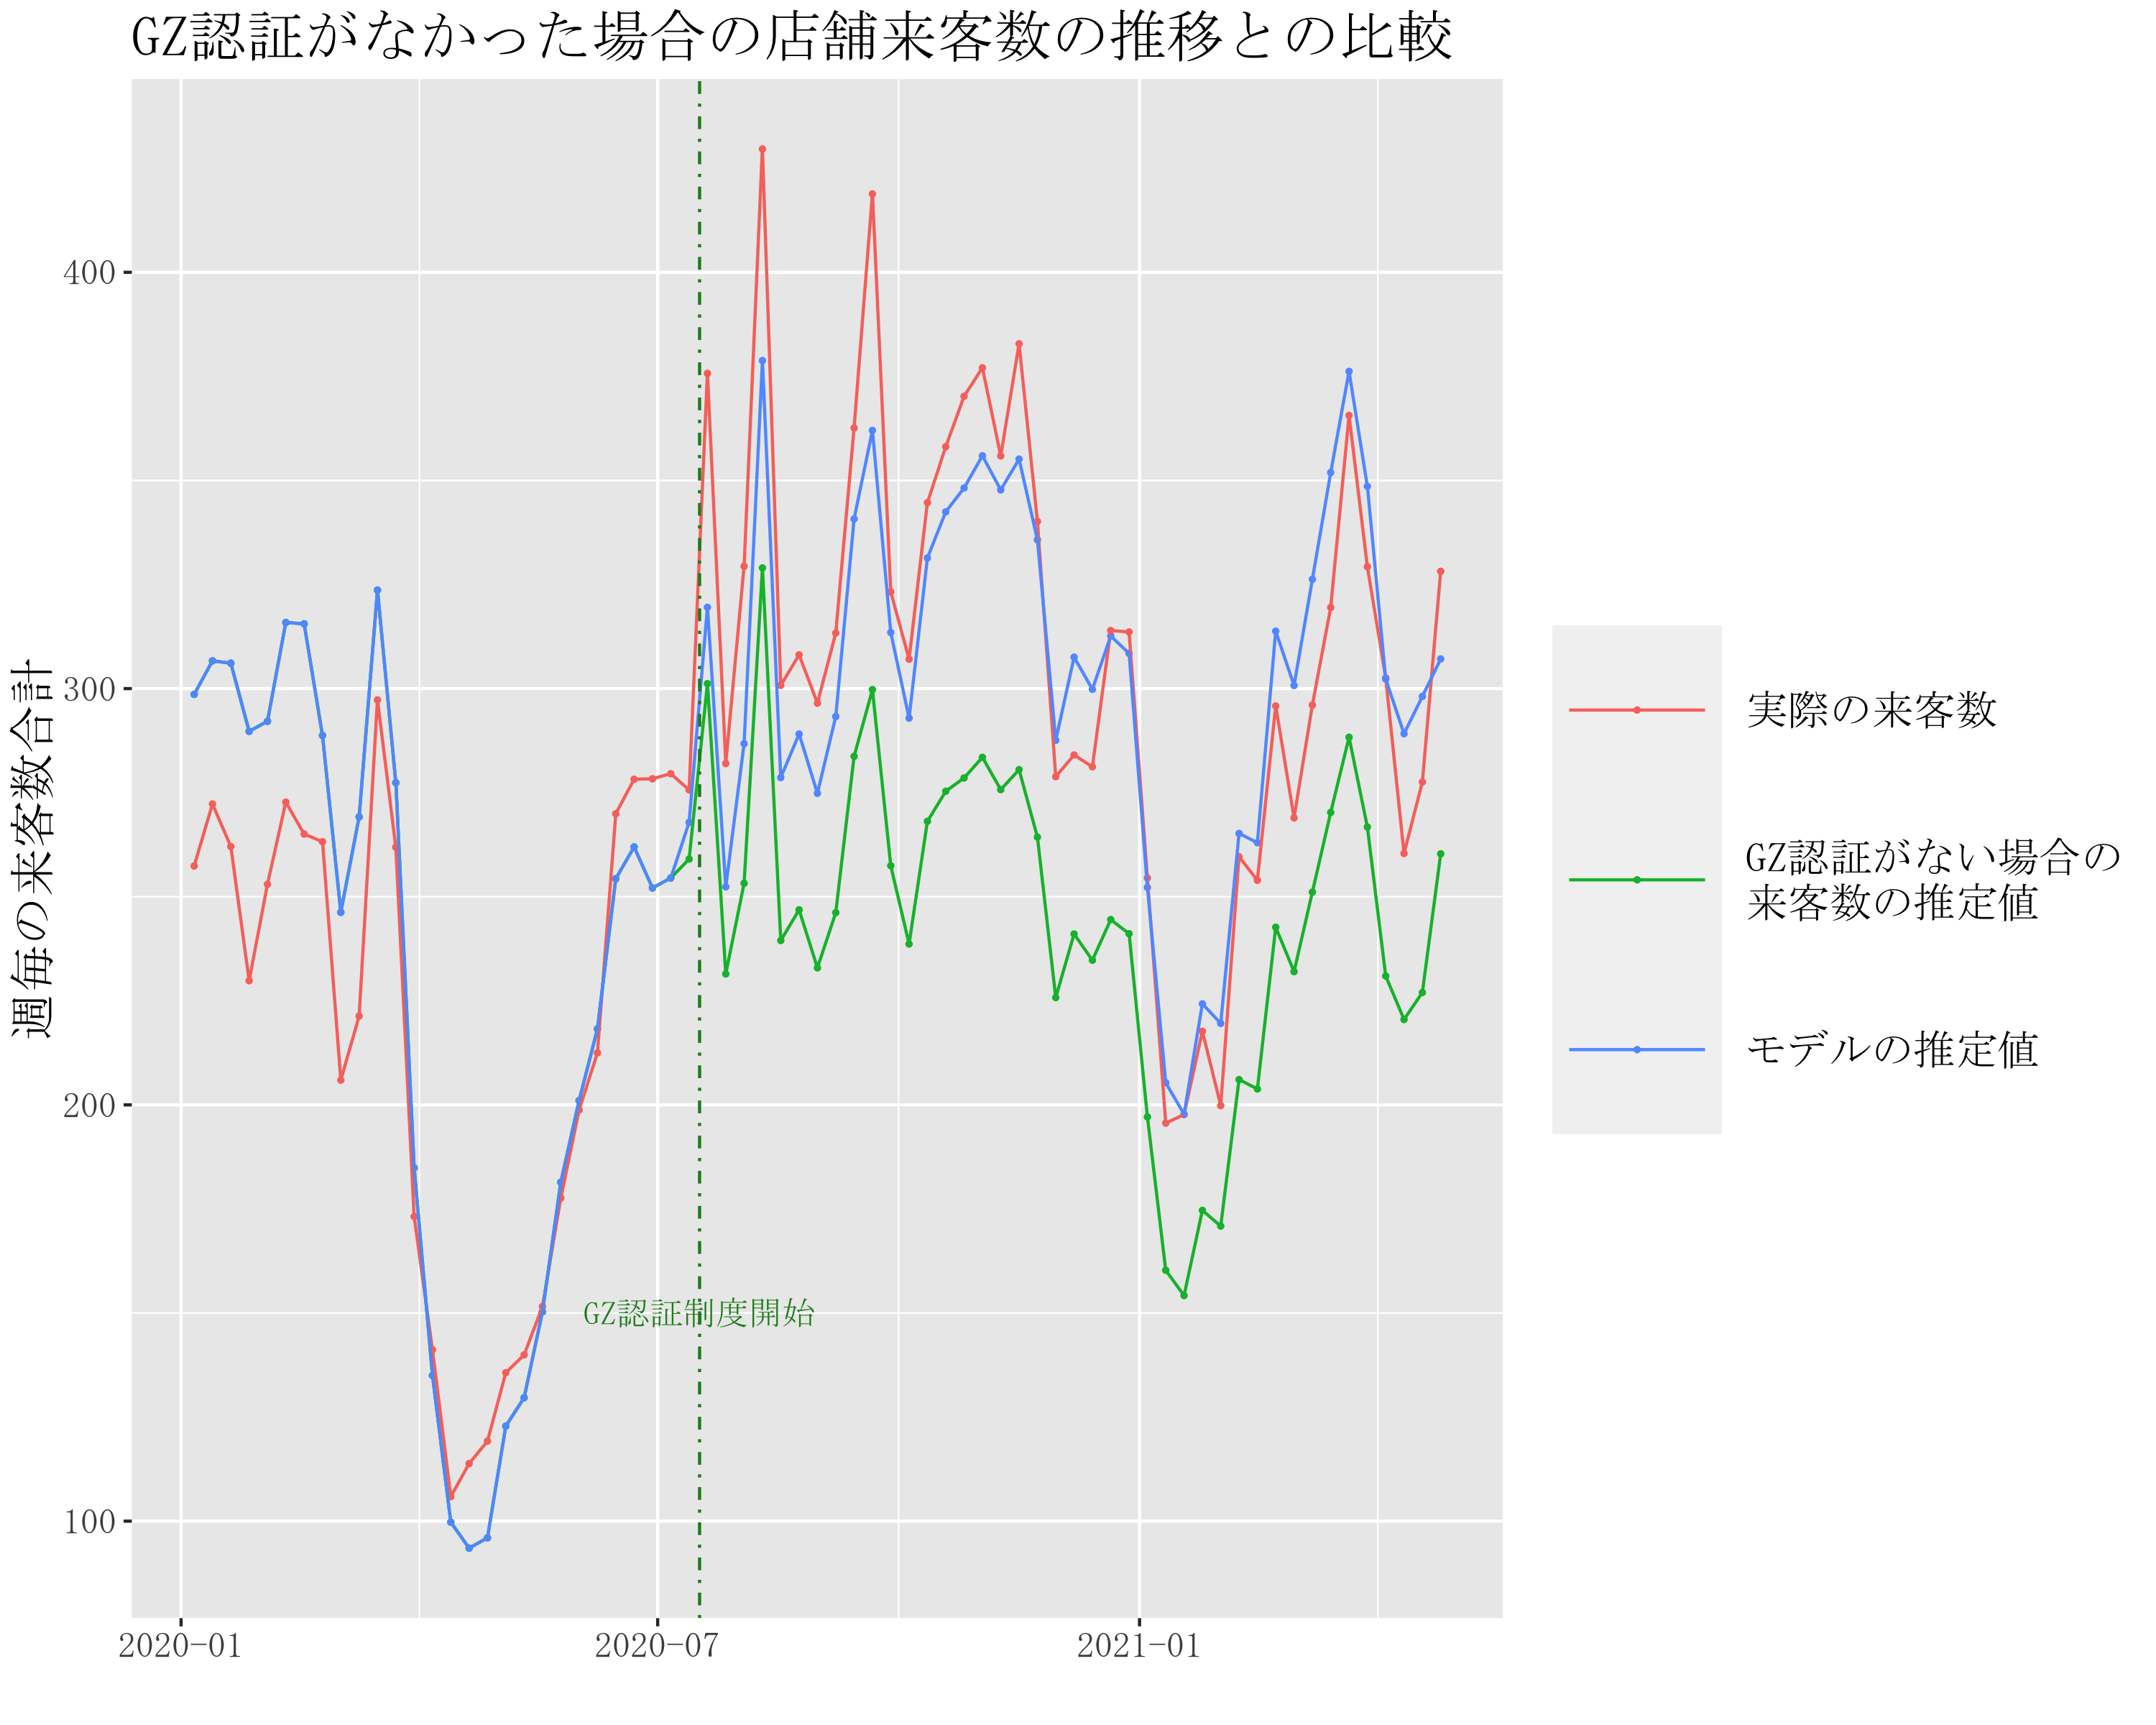 GZ認証がなかった場合の店舗来客数の推移との比較
週毎の来客数合計
400
300
200
100
GZ認証制度開始
2020-01
2020-07
2021-01
実際の来客数
GZ認証がない場合の
来客数の推定値
モデルの推定値